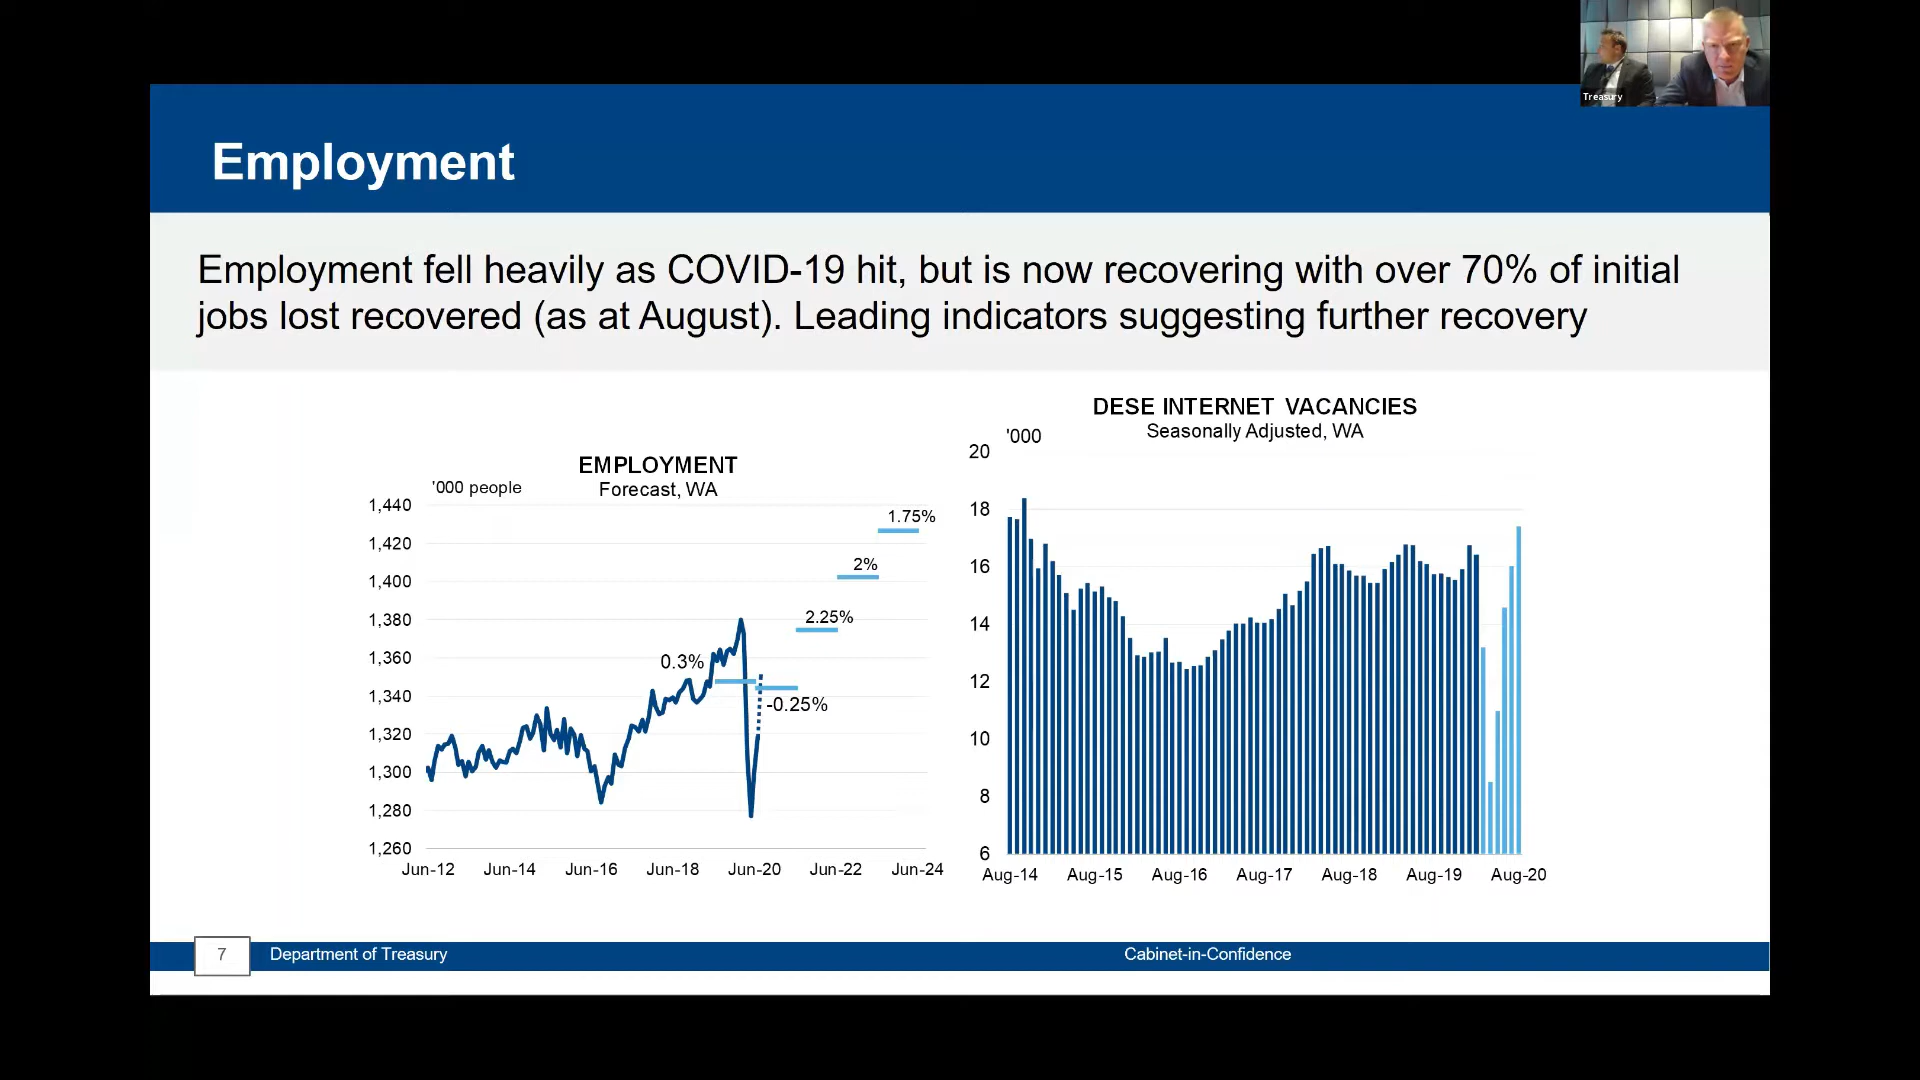 Treasury
Employment
Employment fell heavily as COVID-19 hit, but is now recovering with over 70% of initial
jobs lost recovered (as at August). Leading indicators suggesting further recovery
EMPLOYMENT
Forecast, WA
'000 people
1,440
1,420
1,400
1,380
1,360
1,340
1,320
1,300
1,280
1,260
0.3%
-0.25%
2.25%
2%
1.75%
Jun-12 Jun-14 Jun-16 Jun-18 Jun-20 Jun-22 Jun-24
DESE INTERNET VACANCIES
Seasonally Adjusted, WA
'000
20
18
16
14
12
10
8
6
Aug-14 Aug-15 Aug-16 Aug-17 Aug-18 Aug-19 Aug-20
7 Department of Treasury Cabinet-in-Confidence